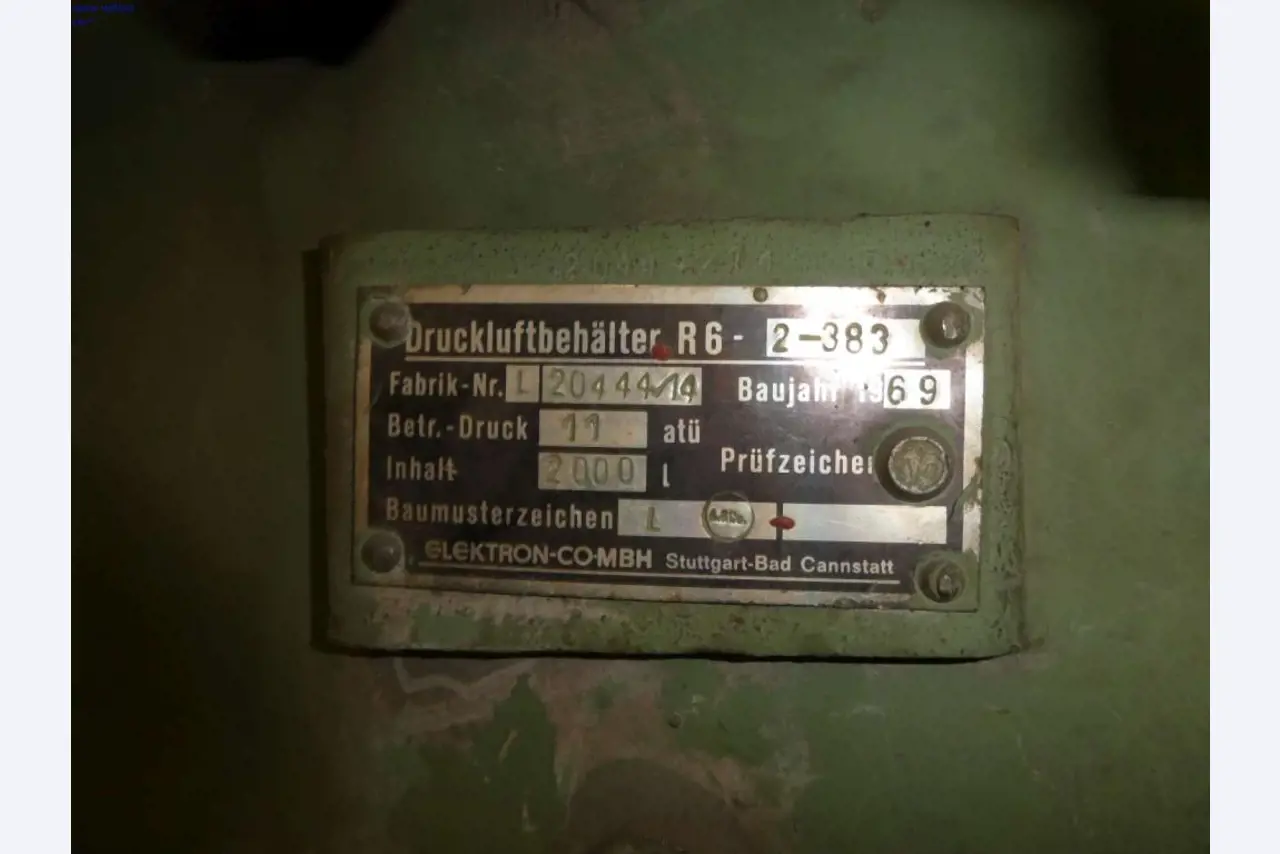 Druckluftbehälter R6 - 2-383
Fabrik-Nr. L 20444/14 Baujahr 1969
Betr.-Druck 11 atü
Inhalt 2000 l
Prüfzeichen
Baumusterzeichen L
ELEKTRON-CO·MBH Stuttgart-Bad Cannstatt